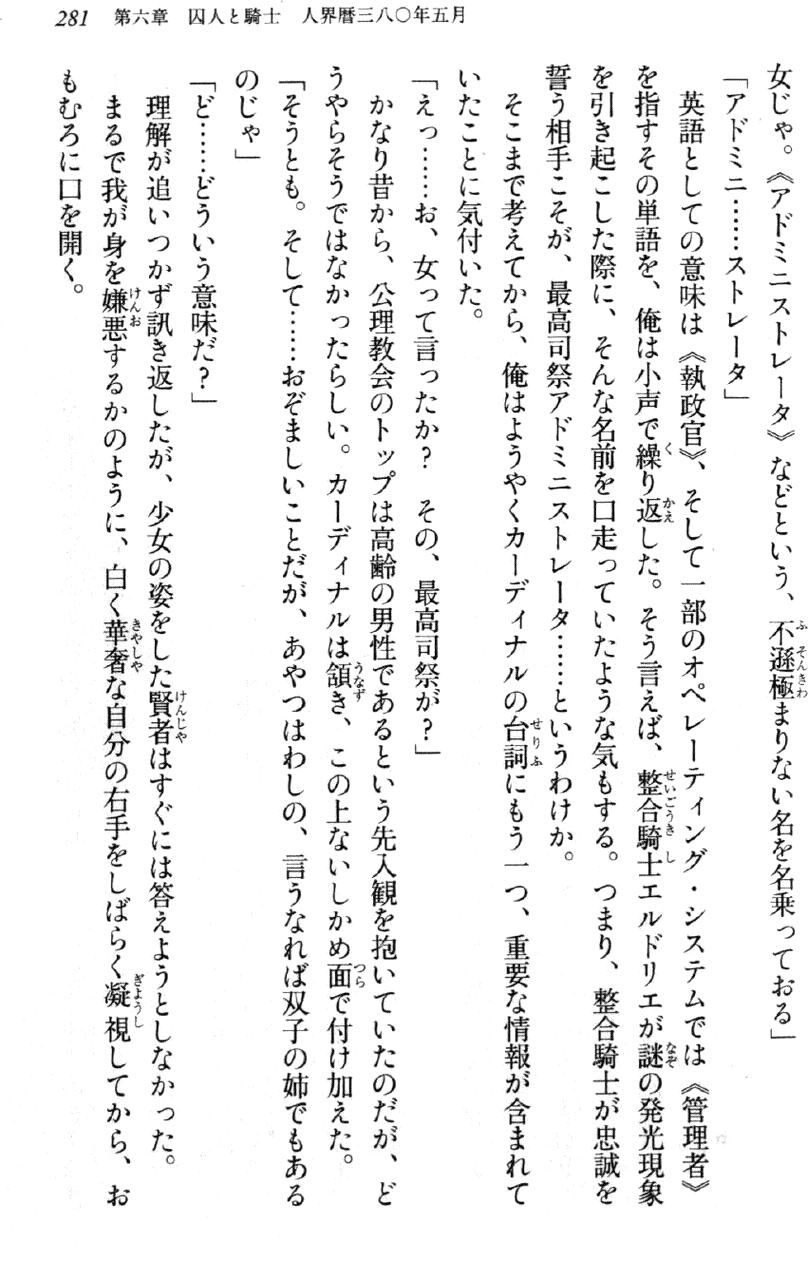 281　第六章　囚人と騎士　人界暦三八〇年五月
女じゃ。《アドミニストレータ》などという、不遜極まりない名を名乗っておる」
「アドミニ……ストレータ」
　英語としての意味は《執政官》、そして一部のオペレーティング・システムでは《管理者》
を指すその単語を、俺は小声で繰り返した。そう言えば、整合騎士エルドリエが謎の発光現象
を引き起こした際に、そんな名前を口走っていたような気もする。つまり、整合騎士が忠誠を
誓う相手こそが、最高司祭アドミニストレータ……というわけか。
　そこまで考えてから、俺はようやくカーディナルの台詞にもう一つ、重要な情報が含まれて
いたことに気付いた。
「えっ……お、女って言ったか？　その、最高司祭が？」
　かなり昔から、公理教会のトップは高齢の男性であるという先入観を抱いていたのだが、ど
うやらそうではなかったらしい。カーディナルは頷き、この上ないしかめ面で付け加えた。
「そうとも。そして……おぞましいことだが、あやつはわしの、言うなれば双子の姉でもある
のじゃ」
「ど……どういう意味だ？」
　理解が追いつかず訊き返したが、少女の姿をした賢者はすぐには答えようとしなかった。
　まるで我が身を嫌悪するかのように、白く華奢な自分の右手をしばらく凝視してから、お
もむろに口を開く。